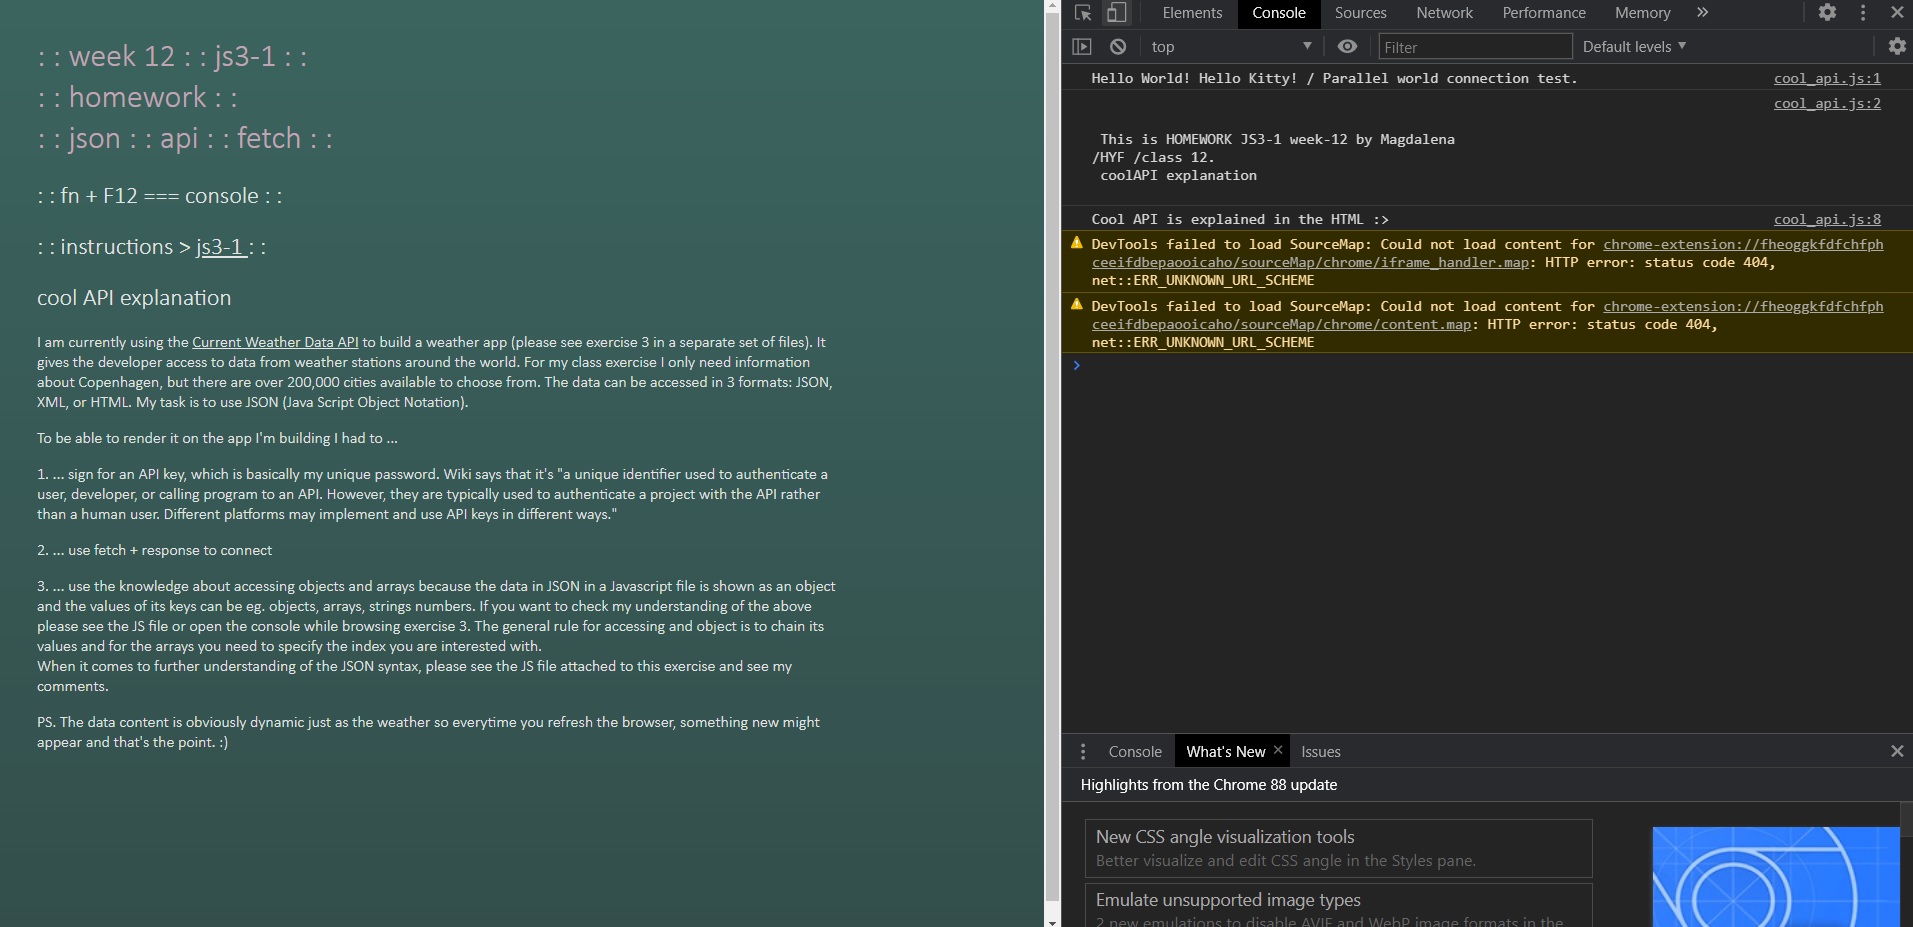 : : week 12 : : js3-1 : :
: : homework : :
: : json : : api : : fetch : :
: : fn + F12 === console : :
: : instructions > js3-1 : :
cool API explanation
I am currently using the Current Weather Data API to build a weather app (please see exercise 3 in a separate set of files). It
gives the developer access to data from weather stations around the world. For my class exercise I only need information
about Copenhagen, but there are over 200,000 cities available to choose from. The data can be accessed in 3 formats: JSON,
XML, or HTML. My task is to use JSON (Java Script Object Notation).
To be able to render it on the app I'm building I had to ...
1. ... sign for an API key, which is basically my unique password. Wiki says that it's "a unique identifier used to authenticate a
user, developer, or calling program to an API. However, they are typically used to authenticate a project with the API rather
than a human user. Different platforms may implement and use API keys in different ways."
2. ... use fetch + response to connect
3. ... use the knowledge about accessing objects and arrays because the data in JSON in a Javascript file is shown as an object
and the values of its keys can be eg. objects, arrays, strings numbers. If you want to check my understanding of the above
please see the JS file or open the console while browsing exercise 3. The general rule for accessing and object is to chain its
values and for the arrays you need to specify the index you are interested with.
When it comes to further understanding of the JSON syntax, please see the JS file attached to this exercise and see my
comments.
PS. The data content is obviously dynamic just as the weather so everytime you refresh the browser, something new might
appear and that's the point. :)
Elements Console Sources Network Performance Memory »
top Filter Default levels
Hello World! Hello Kitty! / Parallel world connection test. cool_api.js:1
cool_api.js:2
This is HOMEWORK JS3-1 week-12 by Magdalena
/HYF /class 12.
coolAPI explanation
Cool API is explained in the HTML :> cool_api.js:8
DevTools failed to load SourceMap: Could not load content for chrome-extension://fheoggkfdfchfph
ceeifdbepaooicaho/sourceMap/chrome/iframe_handler.map: HTTP error: status code 404,
net::ERR_UNKNOWN_URL_SCHEME
DevTools failed to load SourceMap: Could not load content for chrome-extension://fheoggkfdfchfph
ceeifdbepaooicaho/sourceMap/chrome/content.map: HTTP error: status code 404,
net::ERR_UNKNOWN_URL_SCHEME
Console What's New Issues
Highlights from the Chrome 88 update
New CSS angle visualization tools
Better visualize and edit CSS angle in the Styles pane.
Emulate unsupported image types
2 new emulations to disable AVIF and WebP image formats in the